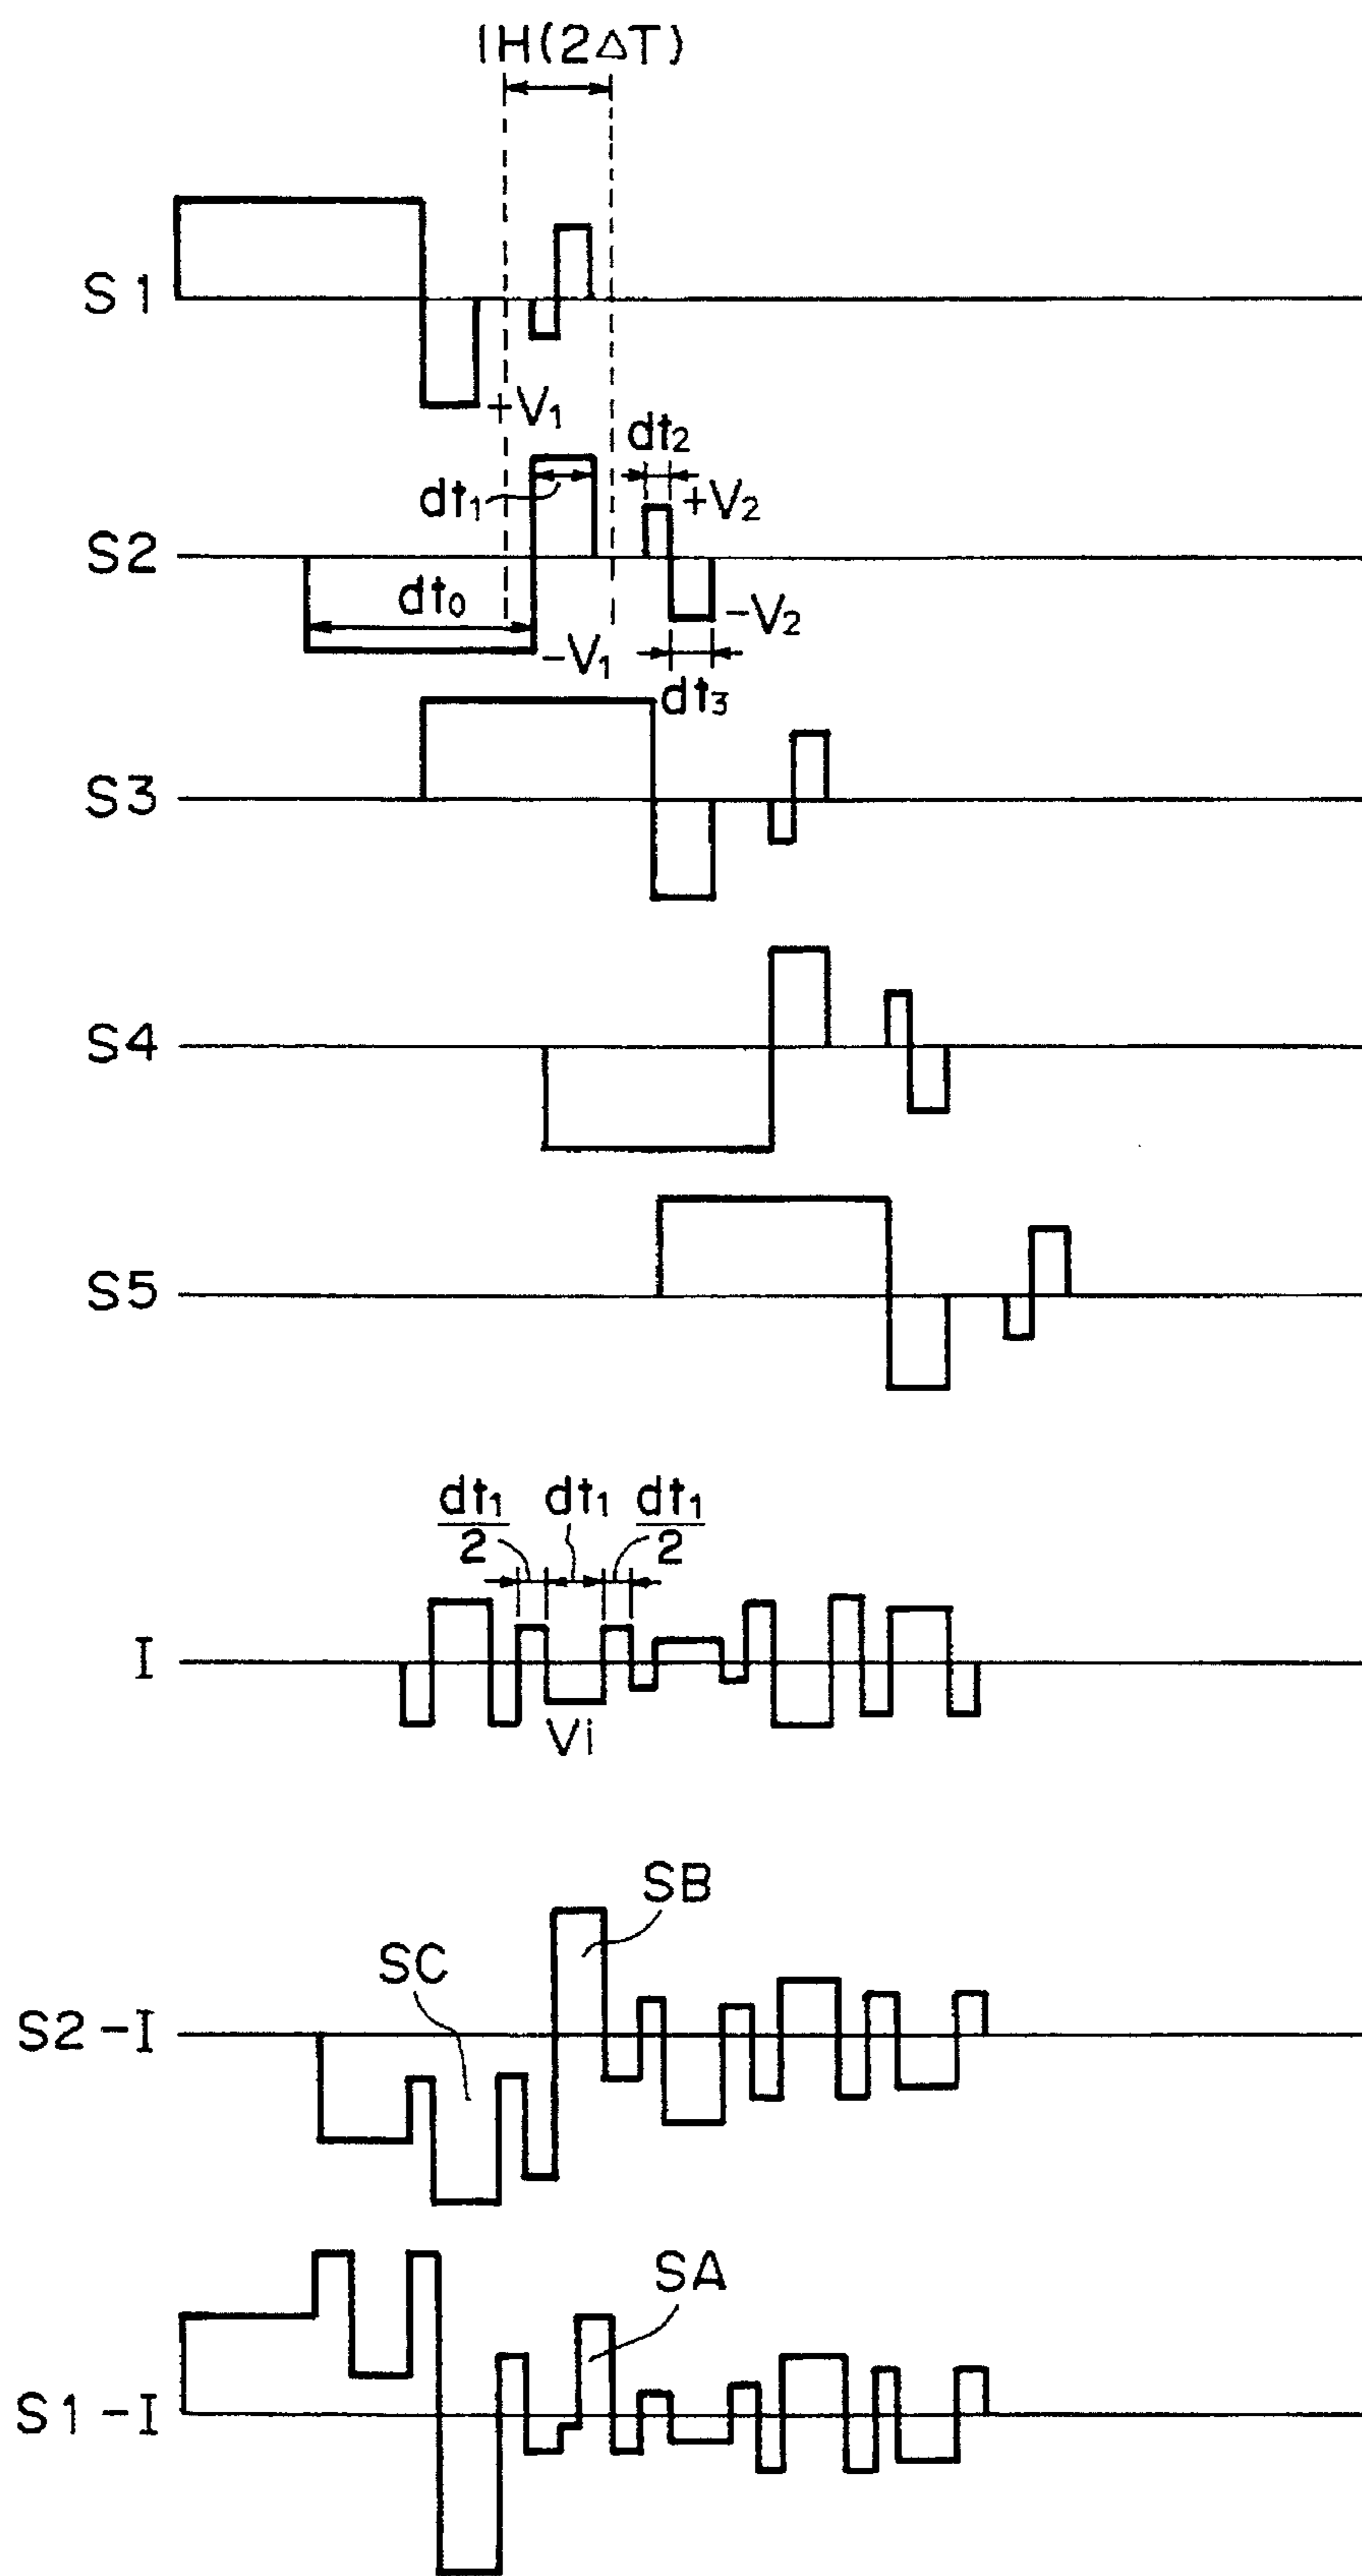 1H(2ΔT)
S1
+V₁
dt₂
dt₁
+V₂
S2
dt₀
-V₂
-V₁
dt₃
S3
S4
S5
dt₁/2 dt₁ dt₁/2
I
Vi
SB
SC
S2-I
SA
S1-I